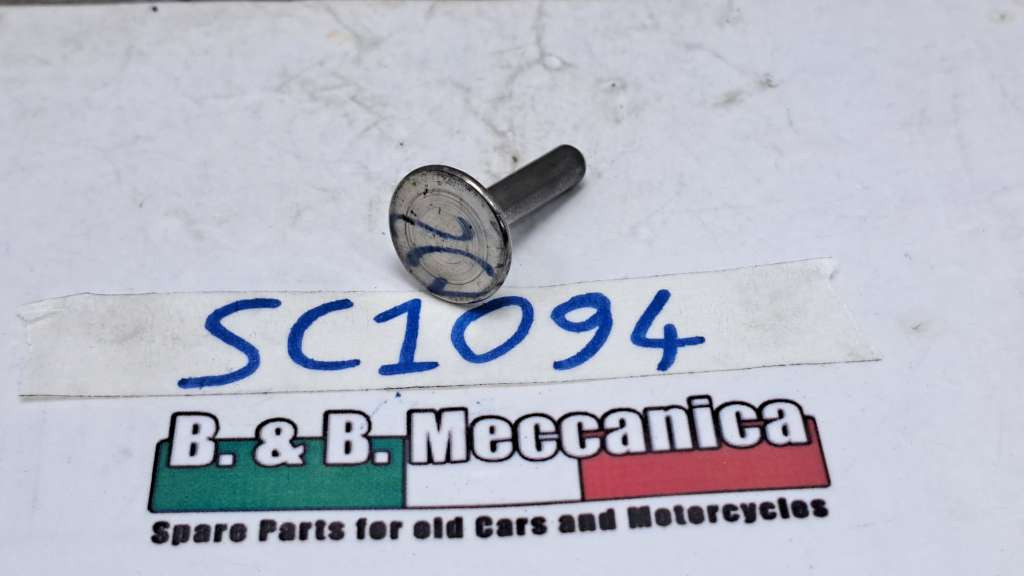 SC1094
B. & B. Meccanica
Spare Parts for old Cars and Motorcycles